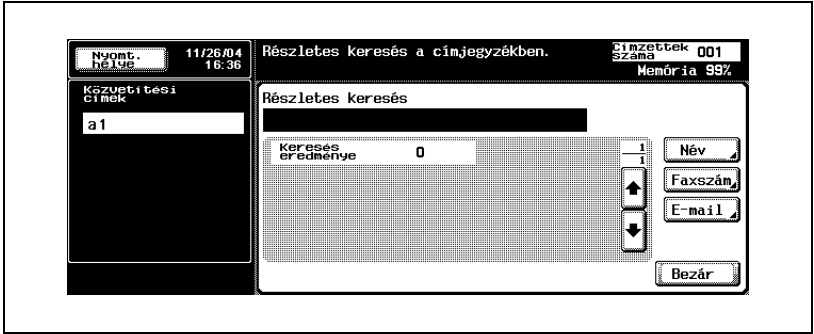 Nyomt.
helye
11/26/04
16:36
Részletes keresés a címjegyzékben.
Címzettek
száma
001
Memória 99%
Közvetítési
címek
a1
Részletes keresés
Keresés
eredménye
0
1
1
Név
Faxszám
E-mail
Bezár